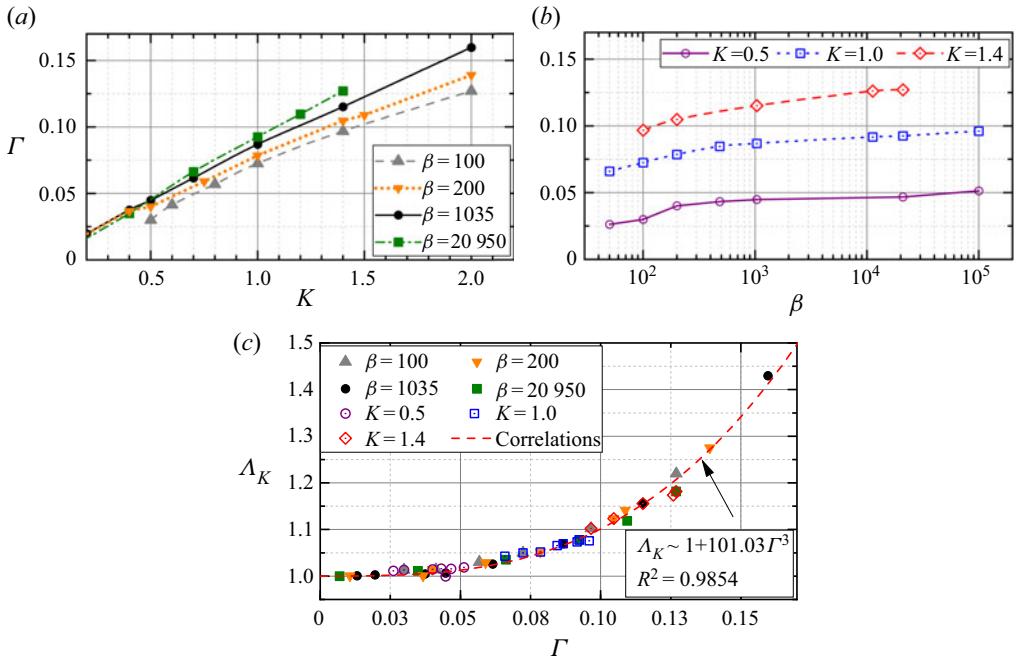 (a)
0.15
0.10
0.05
0
Γ
0.5
1.0
1.5
2.0
K
β = 100
β = 200
β = 1035
β = 20 950
(b)
0.15
0.10
0.05
0
K = 0.5
K = 1.0
K = 1.4
10²
10³
10⁴
10⁵
β
(c)
1.5
1.4
1.3
1.2
1.1
1.0
Λ_K
β = 100
β = 200
β = 1035
β = 20 950
K = 0.5
K = 1.0
K = 1.4
Correlations
Λ_K ~ 1+101.03Γ³
R² = 0.9854
0
0.05
0.05
0.10
0.13
0.15
Γ